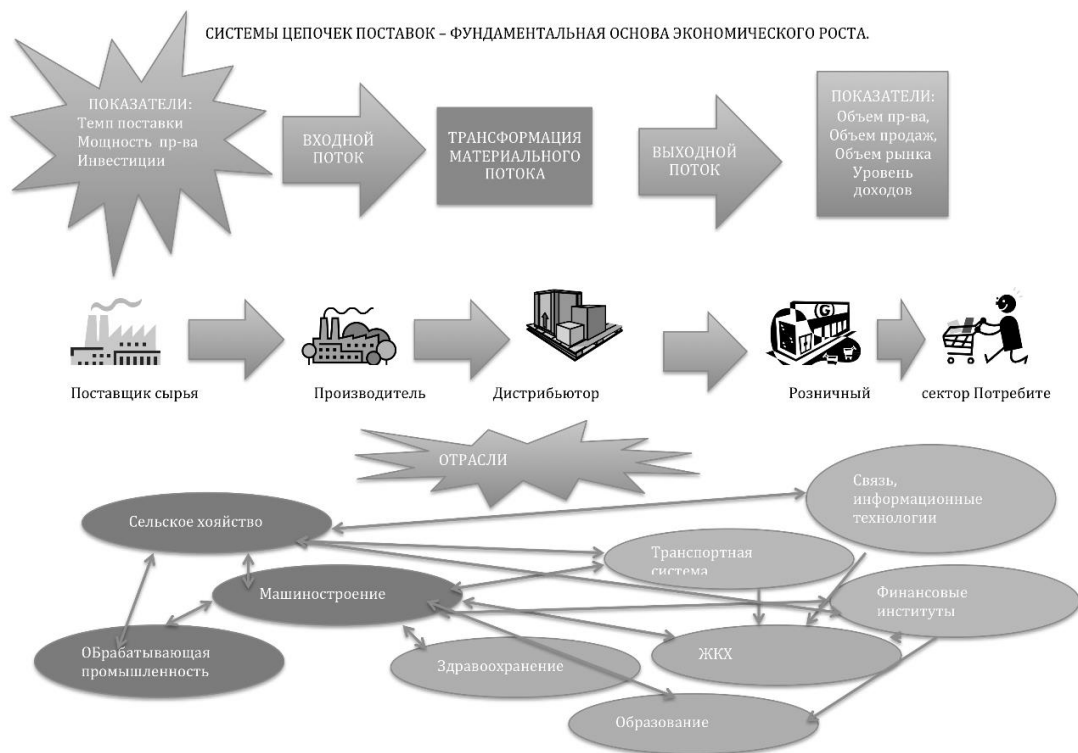 СИСТЕМЫ ЦЕПОЧЕК ПОСТАВОК – ФУНДАМЕНТАЛЬНАЯ ОСНОВА ЭКОНОМИЧЕСКОГО РОСТА.
ПОКАЗАТЕЛИ:
Темп поставки
Мощность пр-ва
Инвестиции
ВХОДНОЙ
ПОТОК
ТРАНСФОРМАЦИЯ
МАТЕРИАЛЬНОГО
ПОТОКА
ВЫХОДНОЙ
ПОТОК
ПОКАЗАТЕЛИ:
Объем пр-ва,
Объем продаж,
Объем рынка
Уровень
доходов
G
Поставщик сырья
Производитель
Дистрибьютор
Розничный
сектор Потребите
ОТРАСЛИ
Связь,
информационные
технологии
Сельское хояйство
Транспортная
система
Машиностроение
Финансовые
институты
ОБрабатывающая
промышленность
Здравоохранение
ЖКХ
Образование